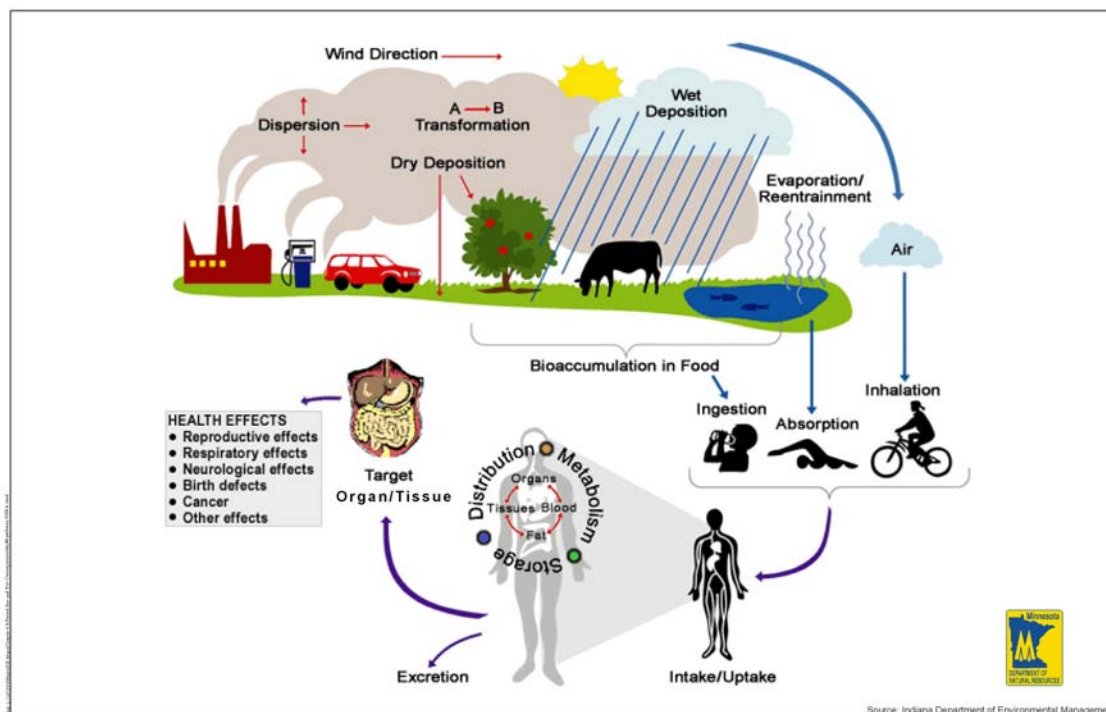 Wind Direction
Dispersion
A B
Transformation
Dry Deposition
Wet
Deposition
Evaporation/
Reentrainment
Air
Bioaccumulation in Food
Ingestion
Absorption
Inhalation
HEALTH EFFECTS
● Reproductive effects
● Respiratory effects
● Neurological effects
● Birth defects
● Cancer
● Other effects
Target
Organ/Tissue
Distribution
Metabolism
Storage
Organs
Tissues
Blood
Fat
Excretion
Intake/Uptake
Minnesota
DEPARTMENT OF
NATURAL RESOURCES
Source: Indiana Department of Environmental Manageme